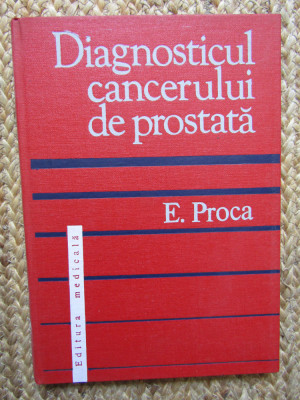 Diagnosticul
cancerului
de prostată
E. Proca
Editura medicală